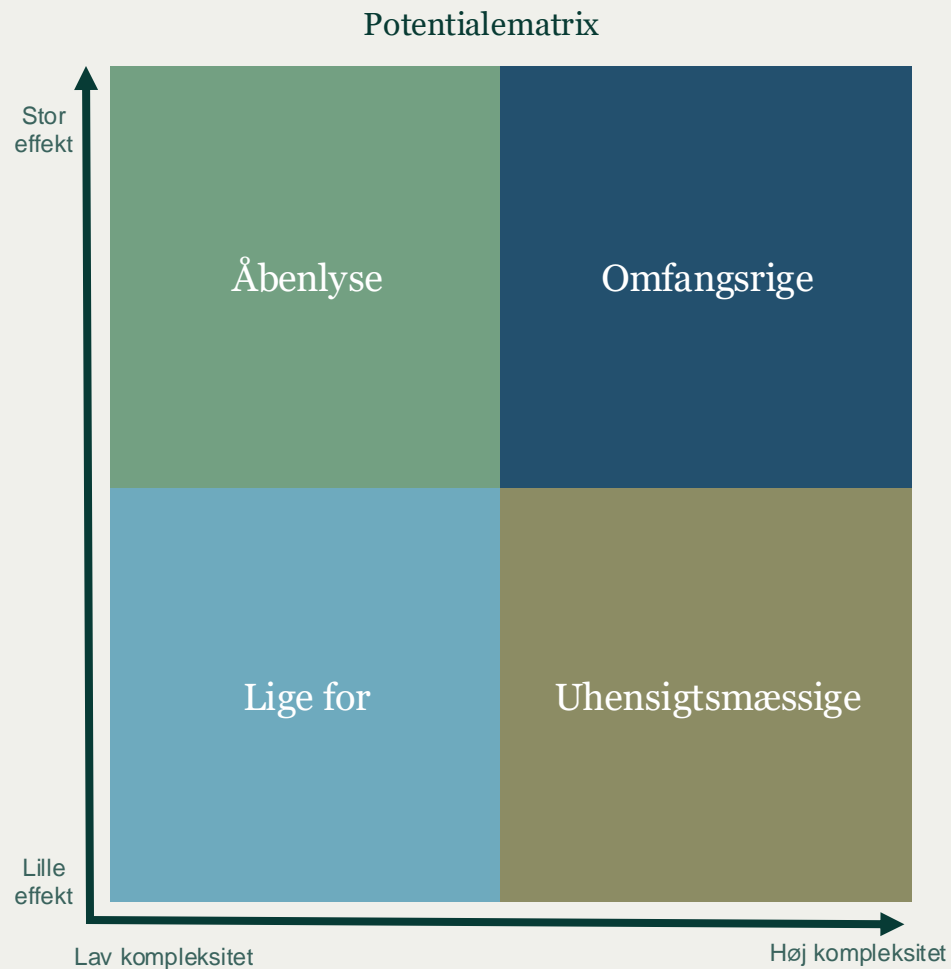 Potentialematrix
Stor
effekt
Åbenlyse
Omfangsrige
Lige for
Uhensigtsmæssige
Lille
effekt
Lav kompleksitet
Høj kompleksitet